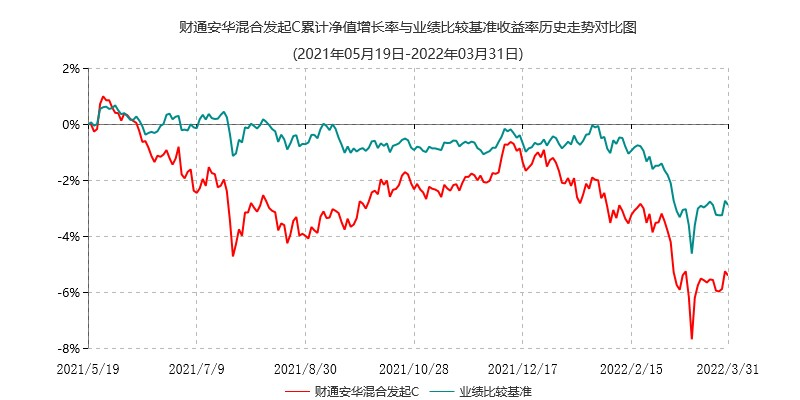 财通安华混合发起C累计净值增长率与业绩比较基准收益率历史走势对比图
(2021年05月19日-2022年03月31日)
2%
0%
-2%
-4%
-6%
-8%
2021/5/19 2021/7/9 2021/8/30 2021/10/28 2021/12/17 2022/2/15 2022/3/31
财通安华混合发起C 业绩比较基准